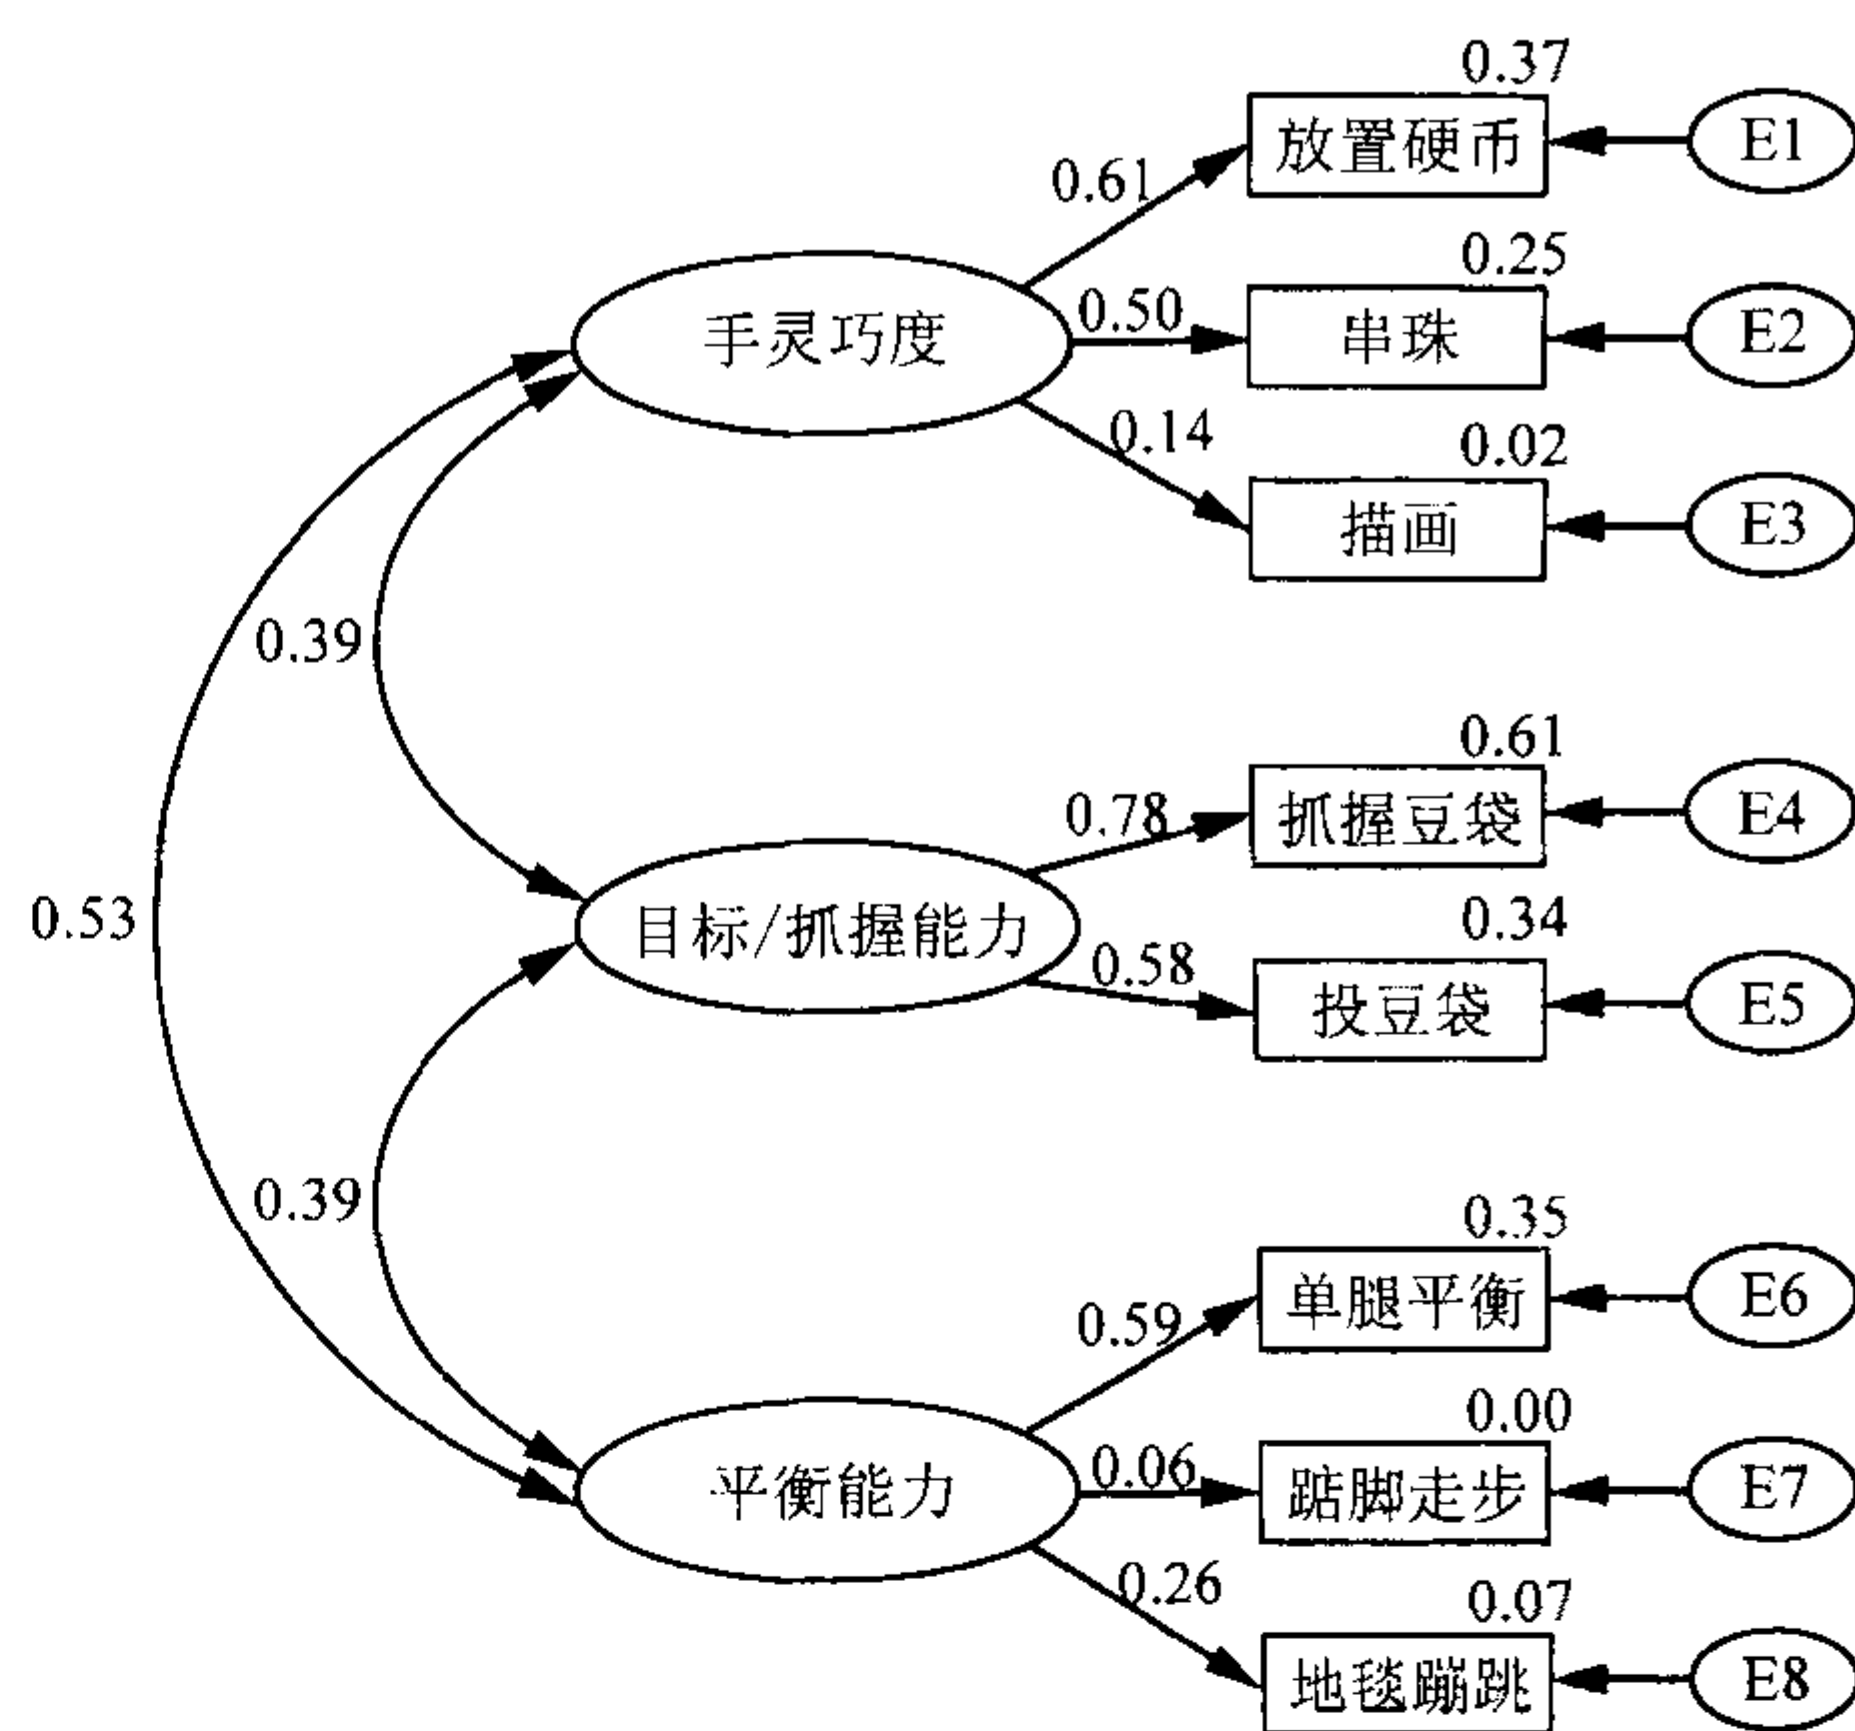 0.37
放置硬币
E1
0.61
0.25
手灵巧度
0.50
串珠
E2
0.14
0.02
描画
E3
0.39
0.61
0.78
抓握豆袋
E4
0.53
目标/抓握能力
0.34
0.58
投豆袋
E5
0.39
0.35
0.59
单腿平衡
E6
0.00
平衡能力
0.06
踮脚走步
E7
0.26
0.07
地毯蹦跳
E8